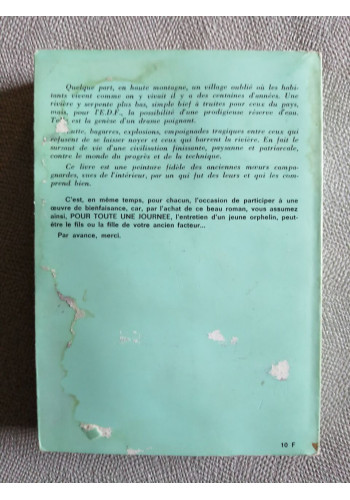 Quelque part, en haute montagne, un village oublié où les habi-
tants vivent comme on y vivait il y a des centaines d'années. Une
rivière y serpente plus bas, simple bief à truites pour ceux du pays,
mais, pour l'E.D.F., la possibilité d'une prodigieuse réserve d'eau.
est la genèse d'un drame poignant.
bagarres, explosions, empoignades tragiques entre ceux qui
refusent de se laisser noyer et ceux qui barrent la rivière. En fait le
sursaut de vie d'une civilisation finissante, paysanne et patriarcale,
contre le monde du progrès et de la technique.
Ce livre est une peinture fidèle des anciennes mœurs campa-
gnardes, vues de l'intérieur, par un qui fut des leurs et qui les com-
prend bien.
C'est, en même temps, pour chacun, l'occasion de participer à une
œuvre de bienfaisance, car, par l'achat de ce beau roman, vous assumez
ainsi, POUR TOUTE UNE JOURNEE, l'entretien d'un jeune orphelin, peut-
être le fils ou la fille de votre ancien facteur...
Par avance, merci.
10 F